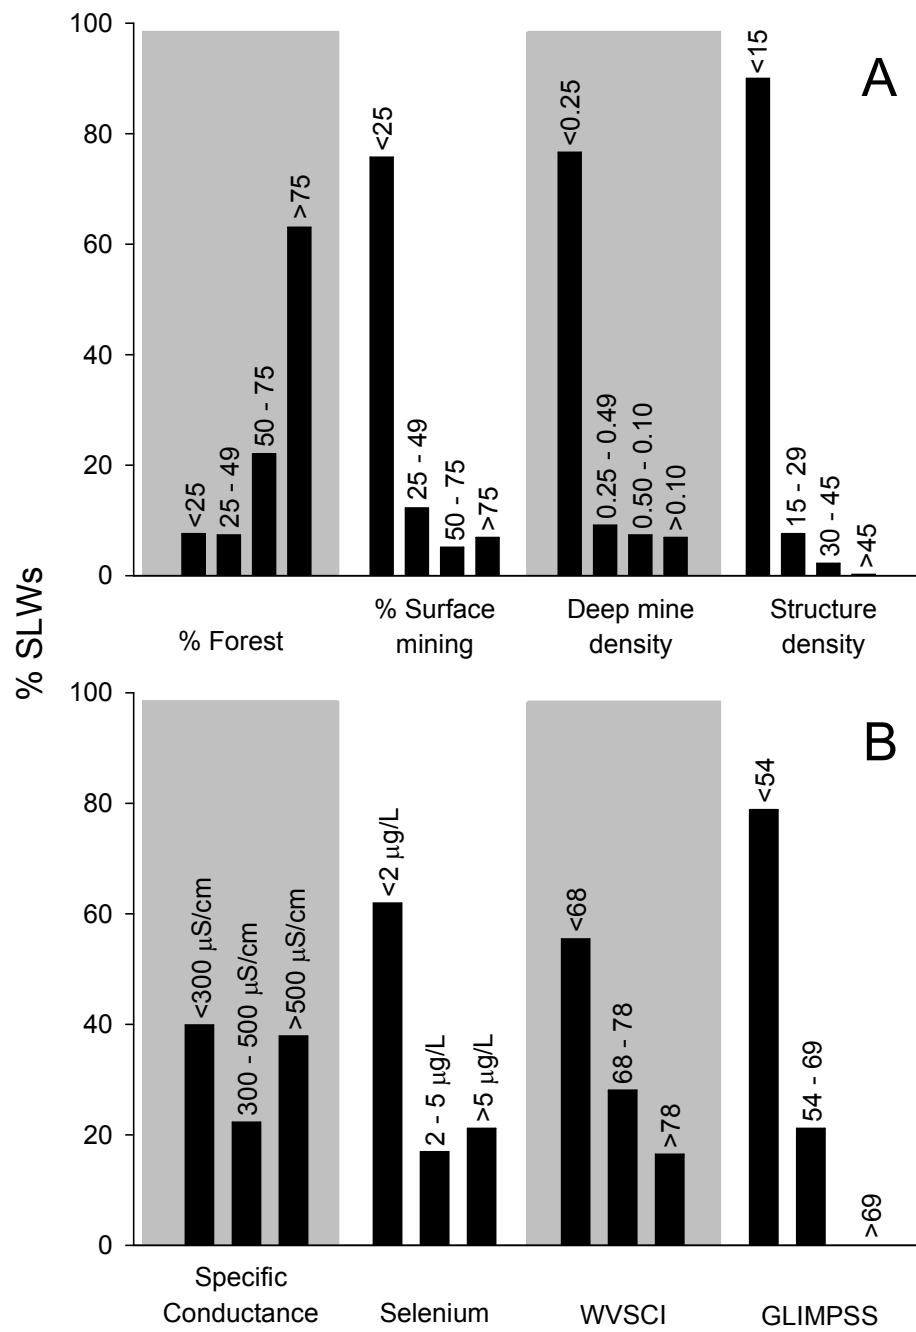 % SLWs
A
100
80
60
40
20
0
<25
25 - 49
50 - 75
>75
<25
25 - 49
50 - 75
>75
<0.25
0.25 - 0.49
0.50 - 0.10
>0.10
<15
15 - 29
30 - 45
>45
% Forest
% Surface
mining
Deep mine
density
Structure
density
B
100
80
60
40
20
0
<300 µS/cm
300 - 500 µS/cm
>500 µS/cm
<2 µg/L
2 - 5 µg/L
>5 µg/L
<68
68 - 78
>78
<54
54 - 69
>69
Specific
Conductance
Selenium
WVSCI
GLIMPSS